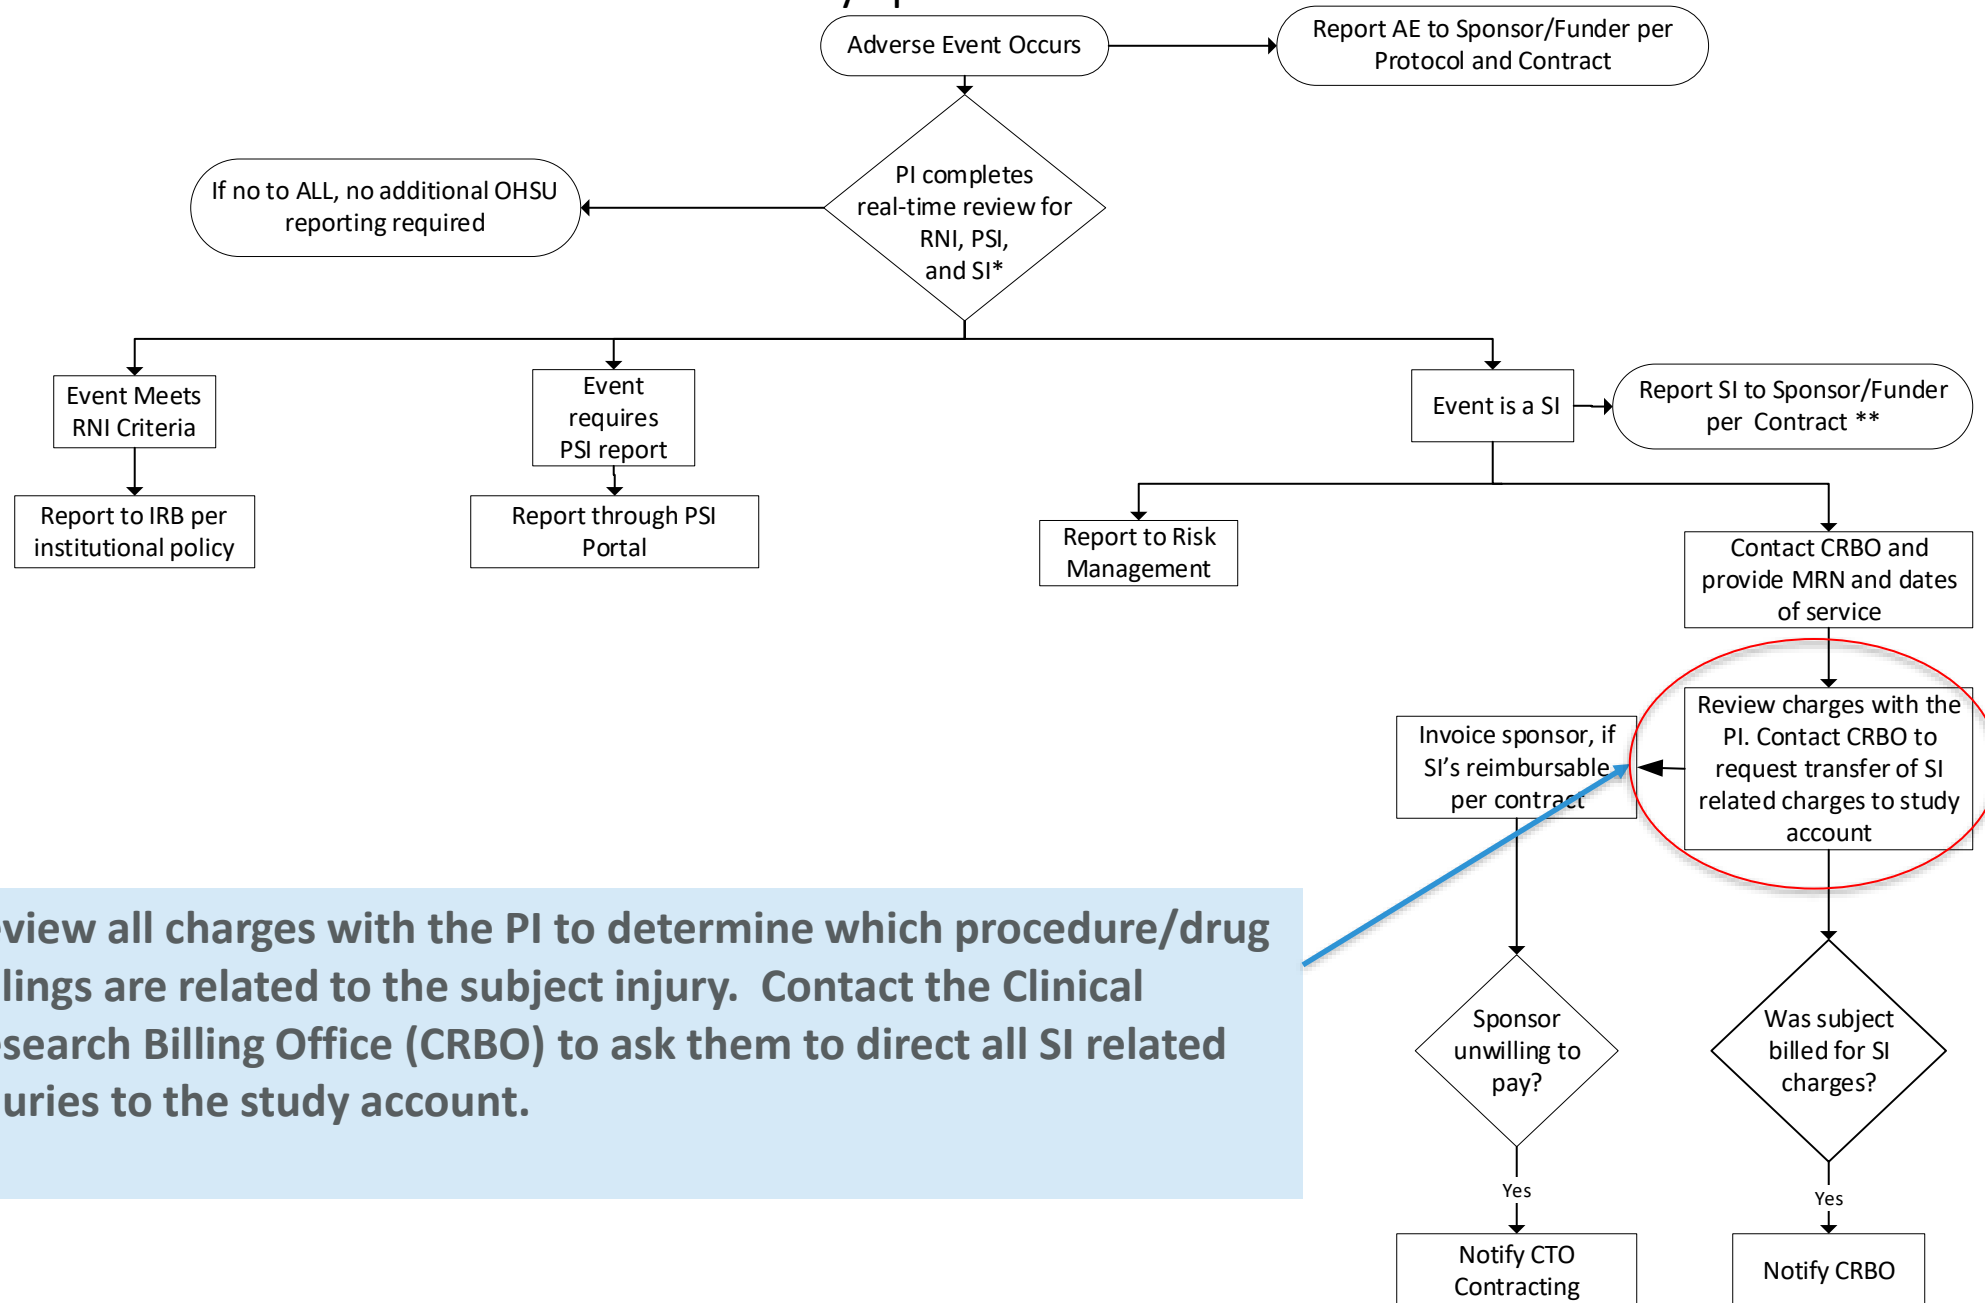 Adverse Event Occurs
Report AE to Sponsor/Funder per
Protocol and Contract
PI completes
real-time review for
RNI, PSI,
and SI*
If no to ALL, no additional OHSU
reporting required
Event Meets
RNI Criteria
Event
requires
PSI report
Event is a SI
Report SI to Sponsor/Funder
per Contract **
Report to IRB per
institutional policy
Report through PSI
Portal
Report to Risk
Management
Contact CRBO and
provide MRN and dates
of service
Invoice sponsor, if
SI's reimbursable
per contract
Review charges with the
PI. Contact CRBO to
request transfer of SI
related charges to study
account
view all charges with the PI to determine which procedure/drug
lings are related to the subject injury. Contact the Clinical
search Billing Office (CRBO) to ask them to direct all SI related
uries to the study account.
Sponsor
unwilling to
pay?
Was subject
billed for SI
charges?
Yes
Yes
Notify CTO
Contracting
Notify CRBO